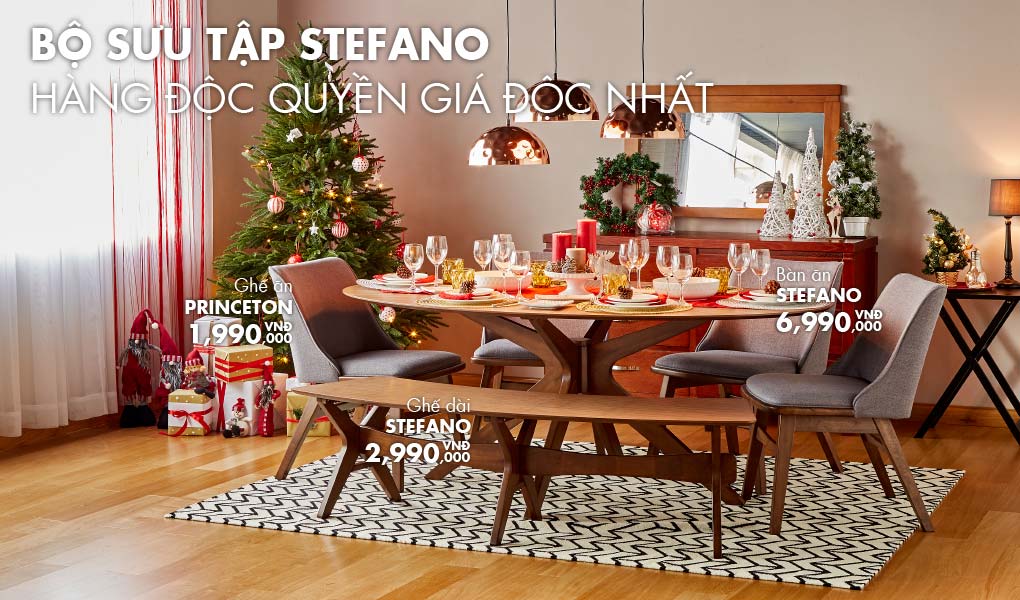 BỘ SƯU TẬP STEFANO
HÀNG ĐỘC QUYỀN GIÁ ĐỘC NHẤT
Ghế ăn
PRINCETON
1,990,000 VNĐ
Bàn ăn
STEFANO
6,990,000 VNĐ
Ghế dài
STEFANO
2,990,000 VNĐ